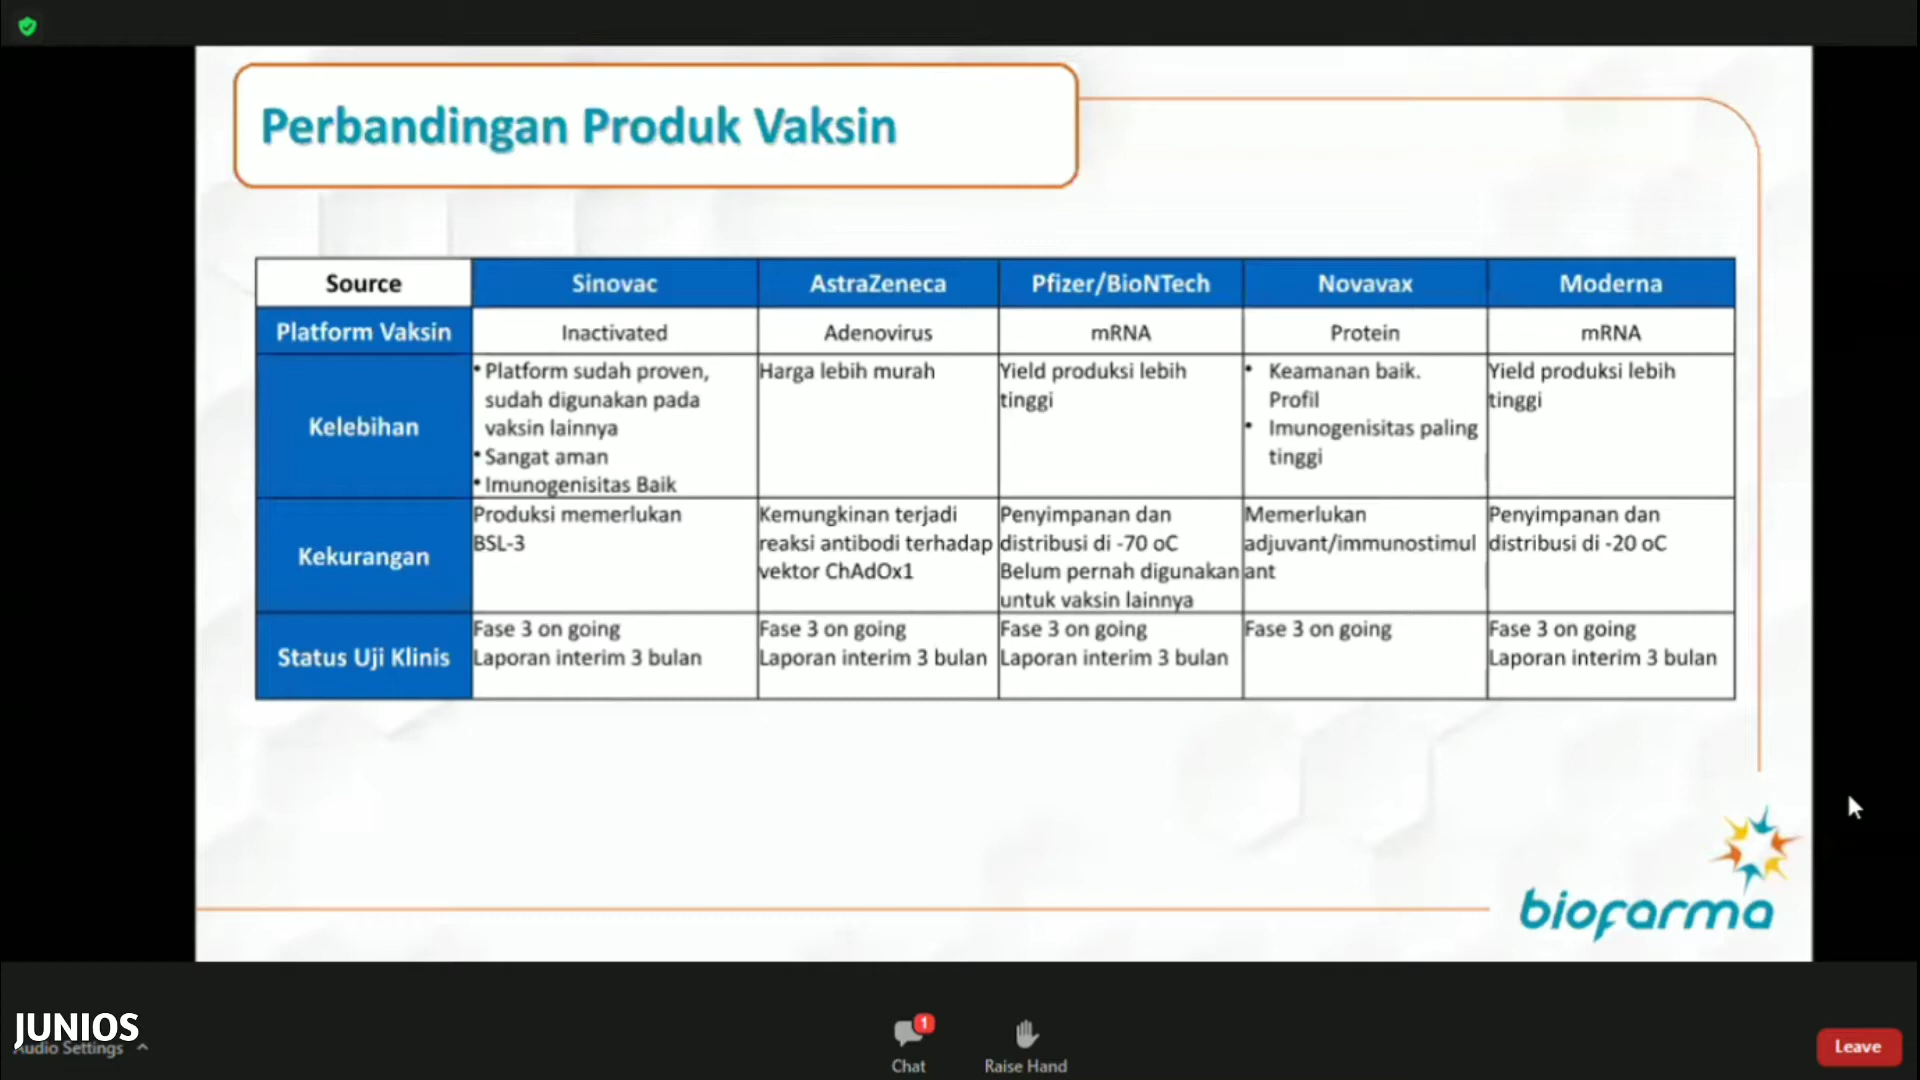 Perbandingan Produk Vaksin
Source
Sinovac
AstraZeneca
Pfizer/BioNTech
Novavax
Moderna
Platform Vaksin
Inactivated
Adenovirus
mRNA
Protein
mRNA
Kelebihan
• Platform sudah proven,
sudah digunakan pada
vaksin lainnya
• Sangat aman
• Imunogenisitas Baik
Harga lebih murah
Yield produksi lebih
tinggi
• Keamanan baik.
Profil
• Imunogenisitas paling
tinggi
Yield produksi lebih
tinggi
Kekurangan
Produksi memerlukan
BSL-3
Kemungkinan terjadi
reaksi antibodi terhadap
vektor ChAdOx1
Penyimpanan dan
distribusi di -70 oC
Belum pernah digunakan
untuk vaksin lainnya
Memerlukan
adjuvant/immunostimul
ant
Penyimpanan dan
distribusi di -20 oC
Status Uji Klinis
Fase 3 on going
Laporan interim 3 bulan
Fase 3 on going
Laporan interim 3 bulan
Fase 3 on going
Laporan interim 3 bulan
Fase 3 on going
Fase 3 on going
Laporan interim 3 bulan
biofarma
JUNIOS
Audio Settings
1
Chat
Raise Hand
Leave